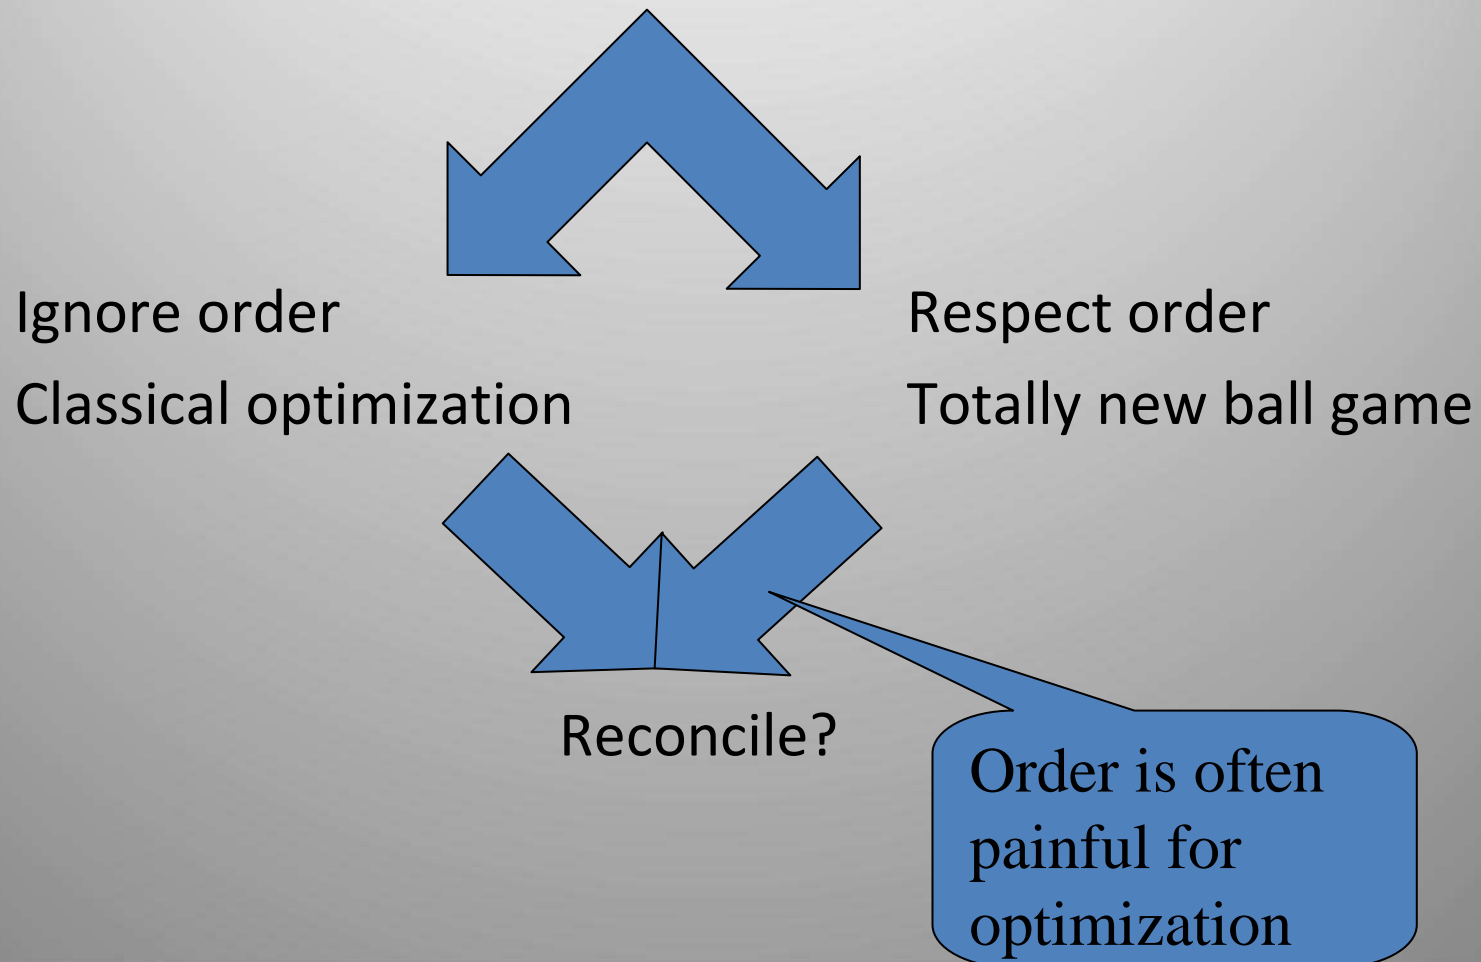 Ignore order
Classical optimization
Respect order
Totally new ball game
Reconcile?
Order is often
painful for
optimization